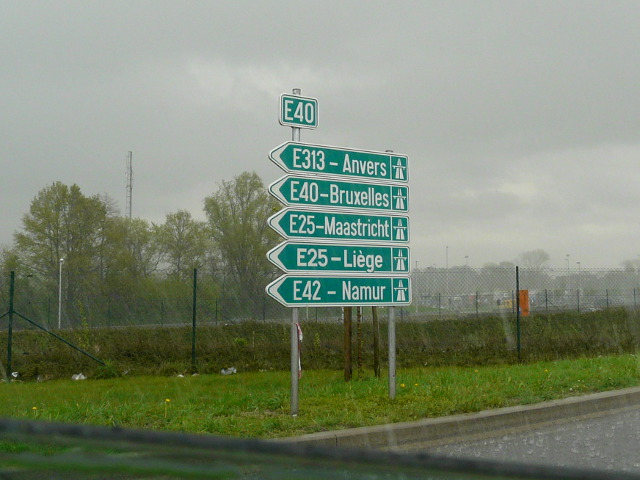 E40
E313 - Anvers
E40-Bruxelles
E25-Maastricht
E25 - Liège
E42 - Namur